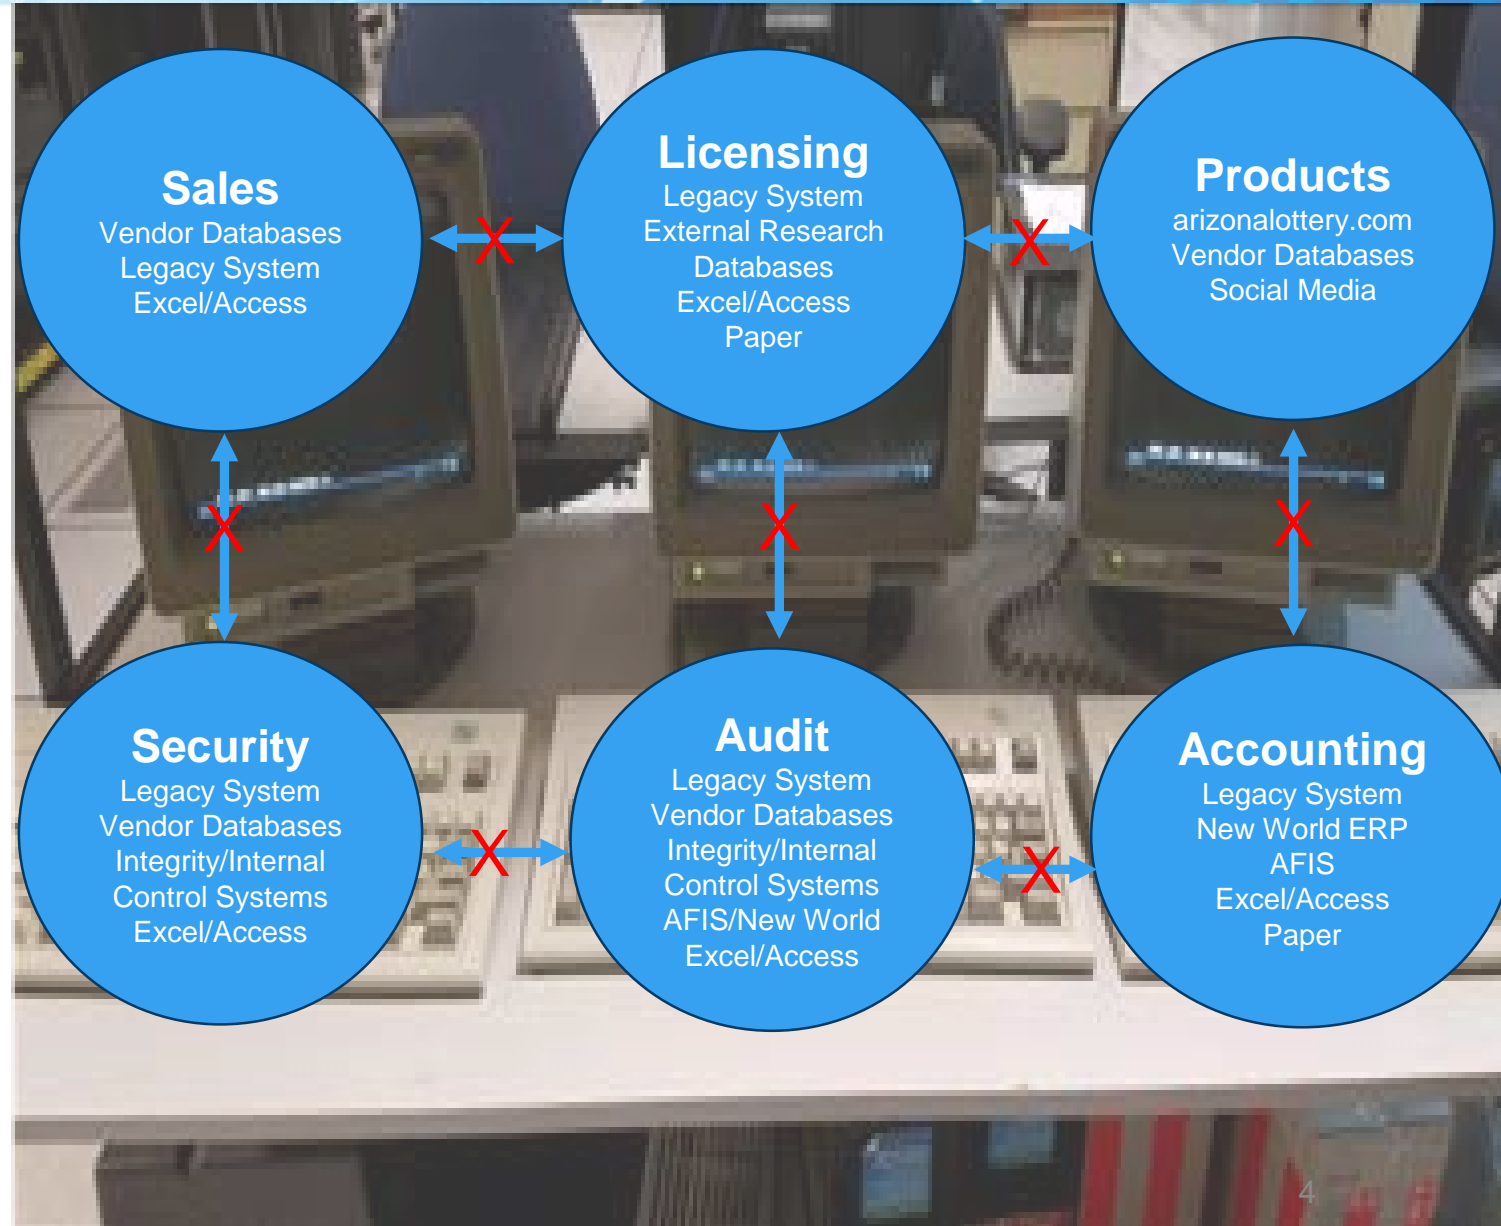 Sales
Vendor Databases
Legacy System
Excel/Access
X
Licensing
Legacy System
External Research
Databases
Excel/Access
Paper
X
Products
arizonalottery.com
Vendor Databases
Social Media
X
X
X
Security
Legacy System
Vendor Databases
Integrity/Internal
Control Systems
Excel/Access
X
Audit
Legacy System
Vendor Databases
Integrity/Internal
Control Systems
AFIS/New World
Excel/Access
X
Accounting
Legacy System
New World ERP
AFIS
Excel/Access
Paper
4